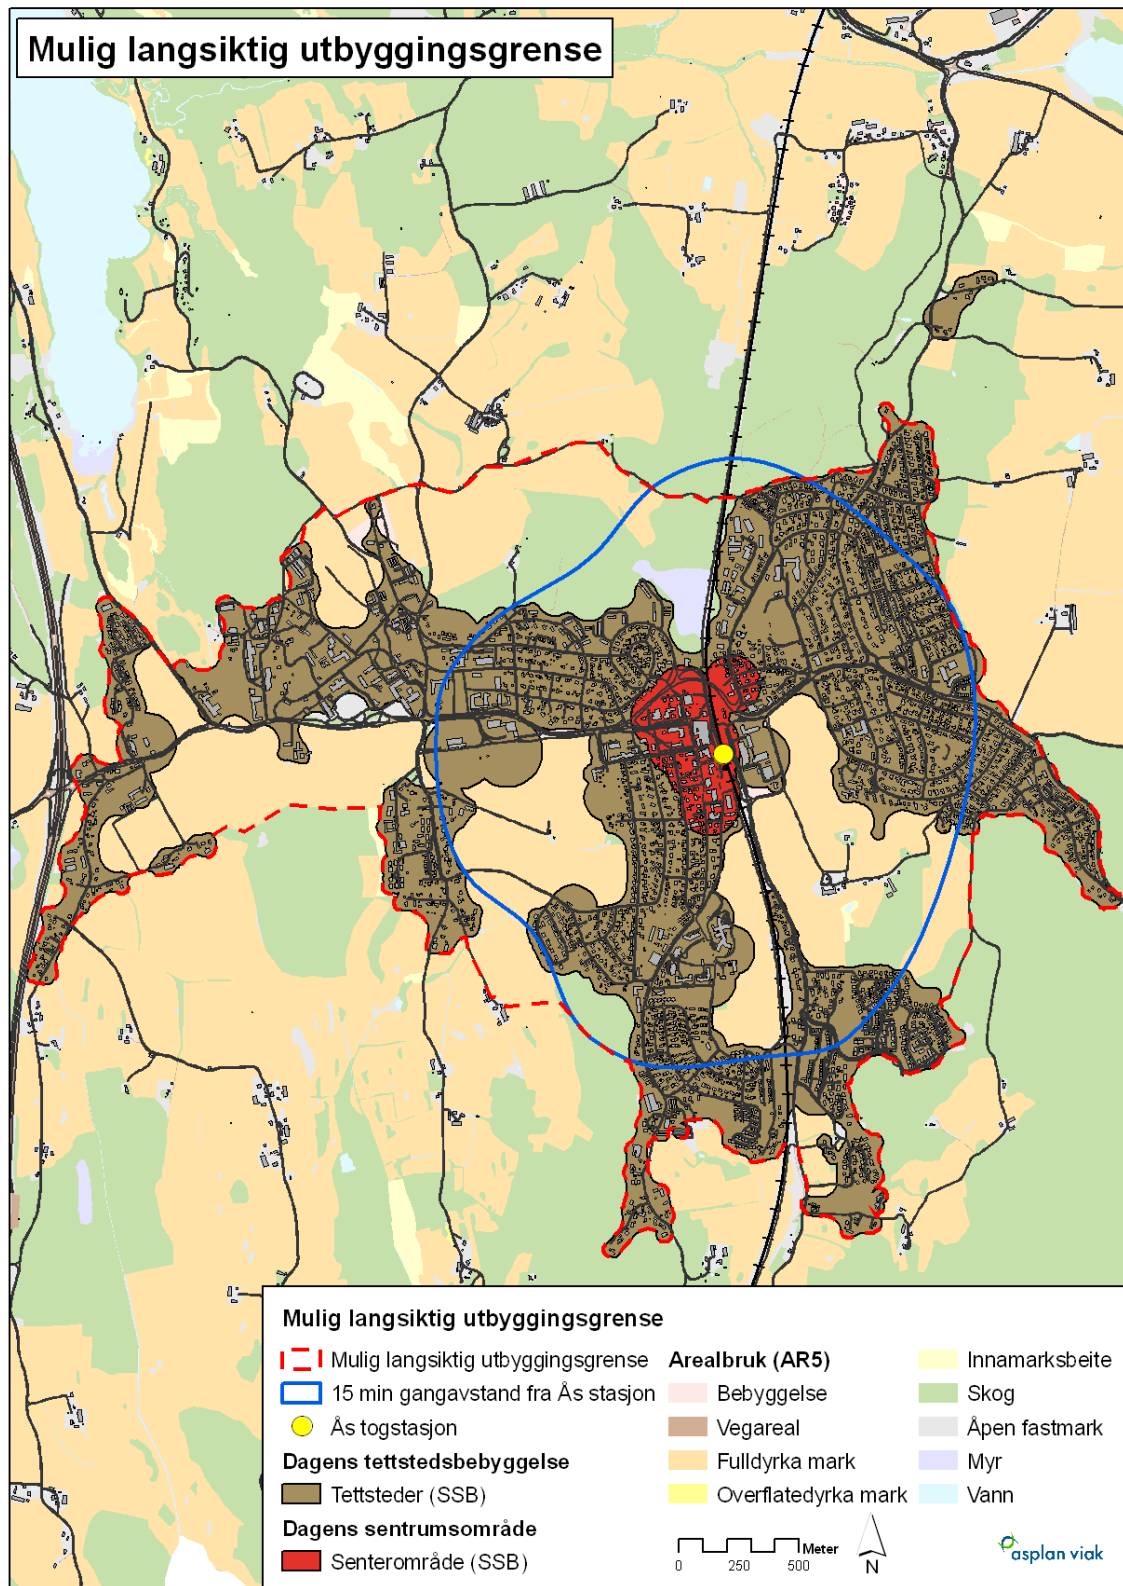 Mulig langsiktig utbyggingsgrense
Mulig langsiktig utbyggingsgrense
Mulig langsiktig utbyggingsgrense
15 min gangavstand fra Ås stasjon
Ås togstasjon
Dagens tettstedsbebyggelse
Tettsteder (SSB)
Dagens sentrumsområde
Senterområde (SSB)
Arealbruk (AR5)
Bebyggelse
Vegareal
Fulldyrka mark
Overflatedyrka mark
Innamarksbeite
Skog
Åpen fastmark
Myr
Vann
Meter
0 250 500
N
asplan viak